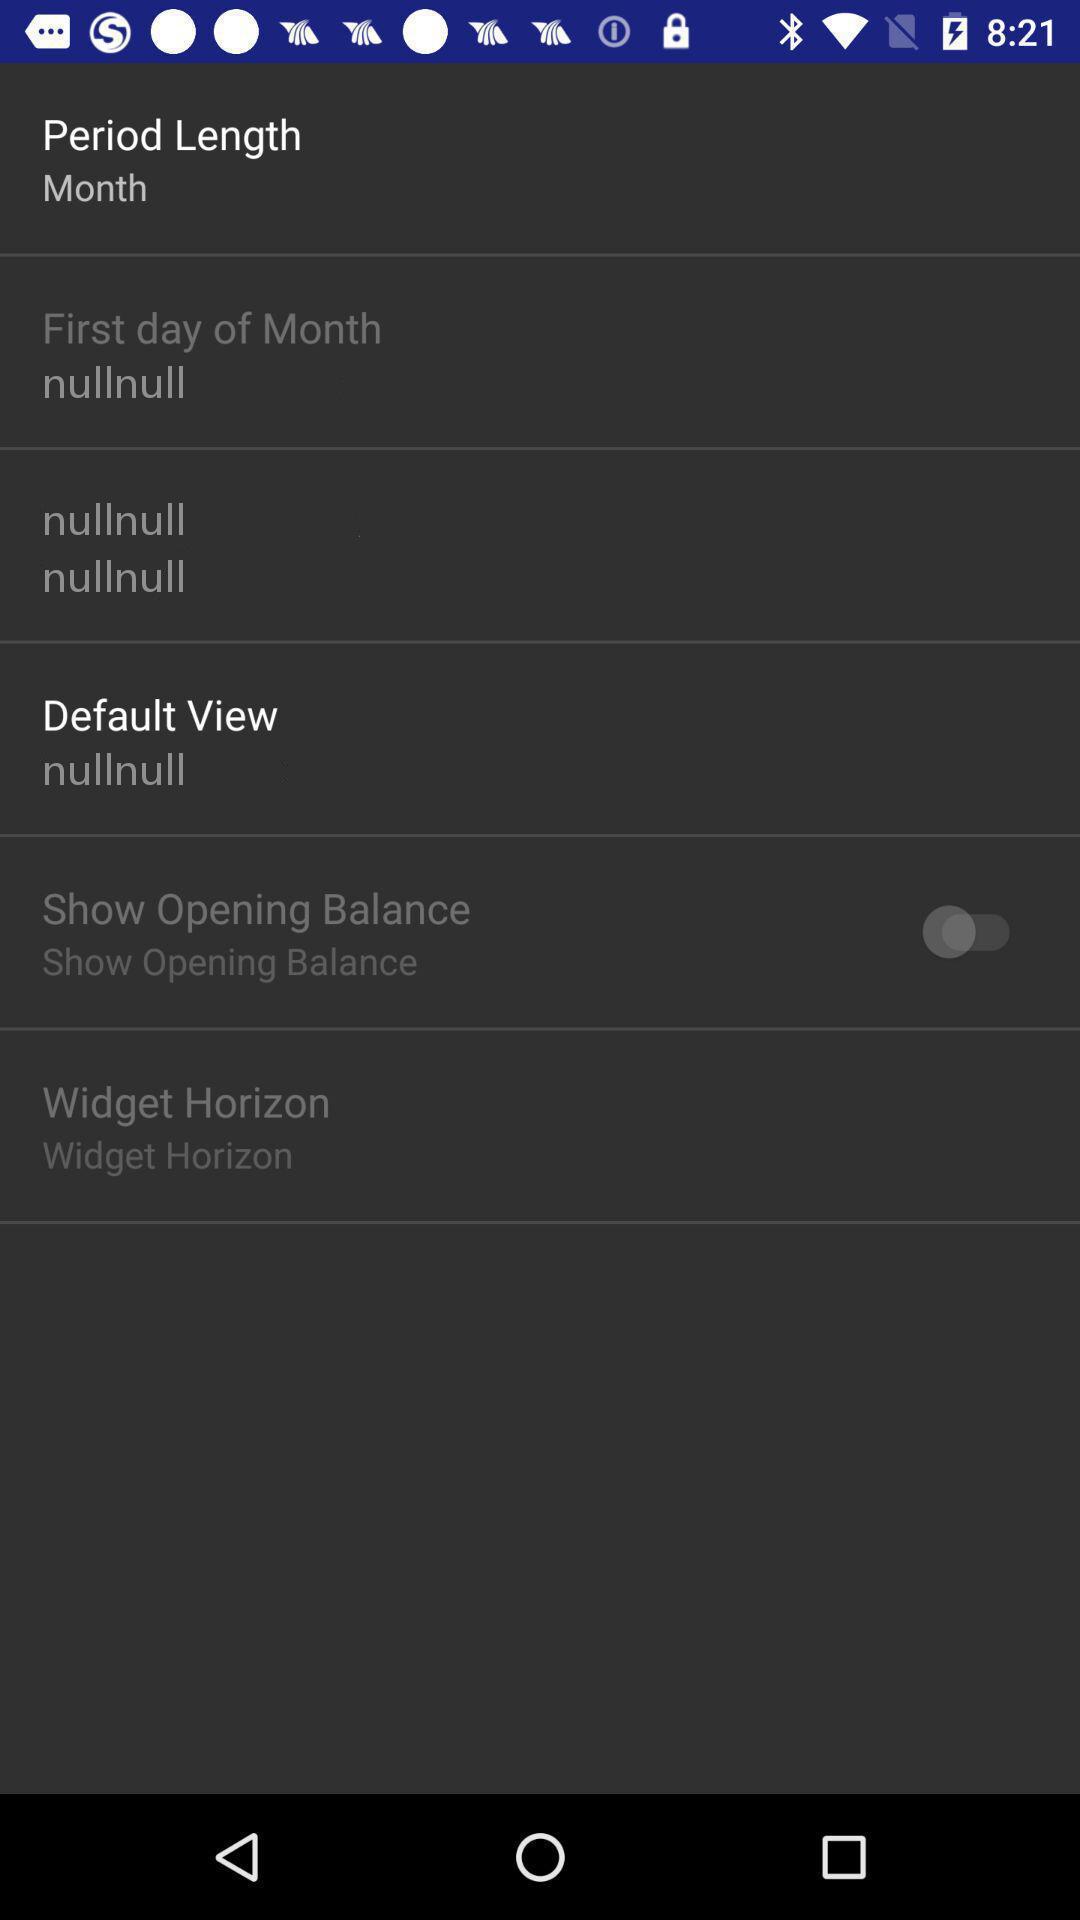 8:21
Period Length
Month
First day of Month
nullnull
nullnull
nullnull
Default View
nullnull
Show Opening Balance
Show Opening Balance
Widget Horizon
Widget Horizon